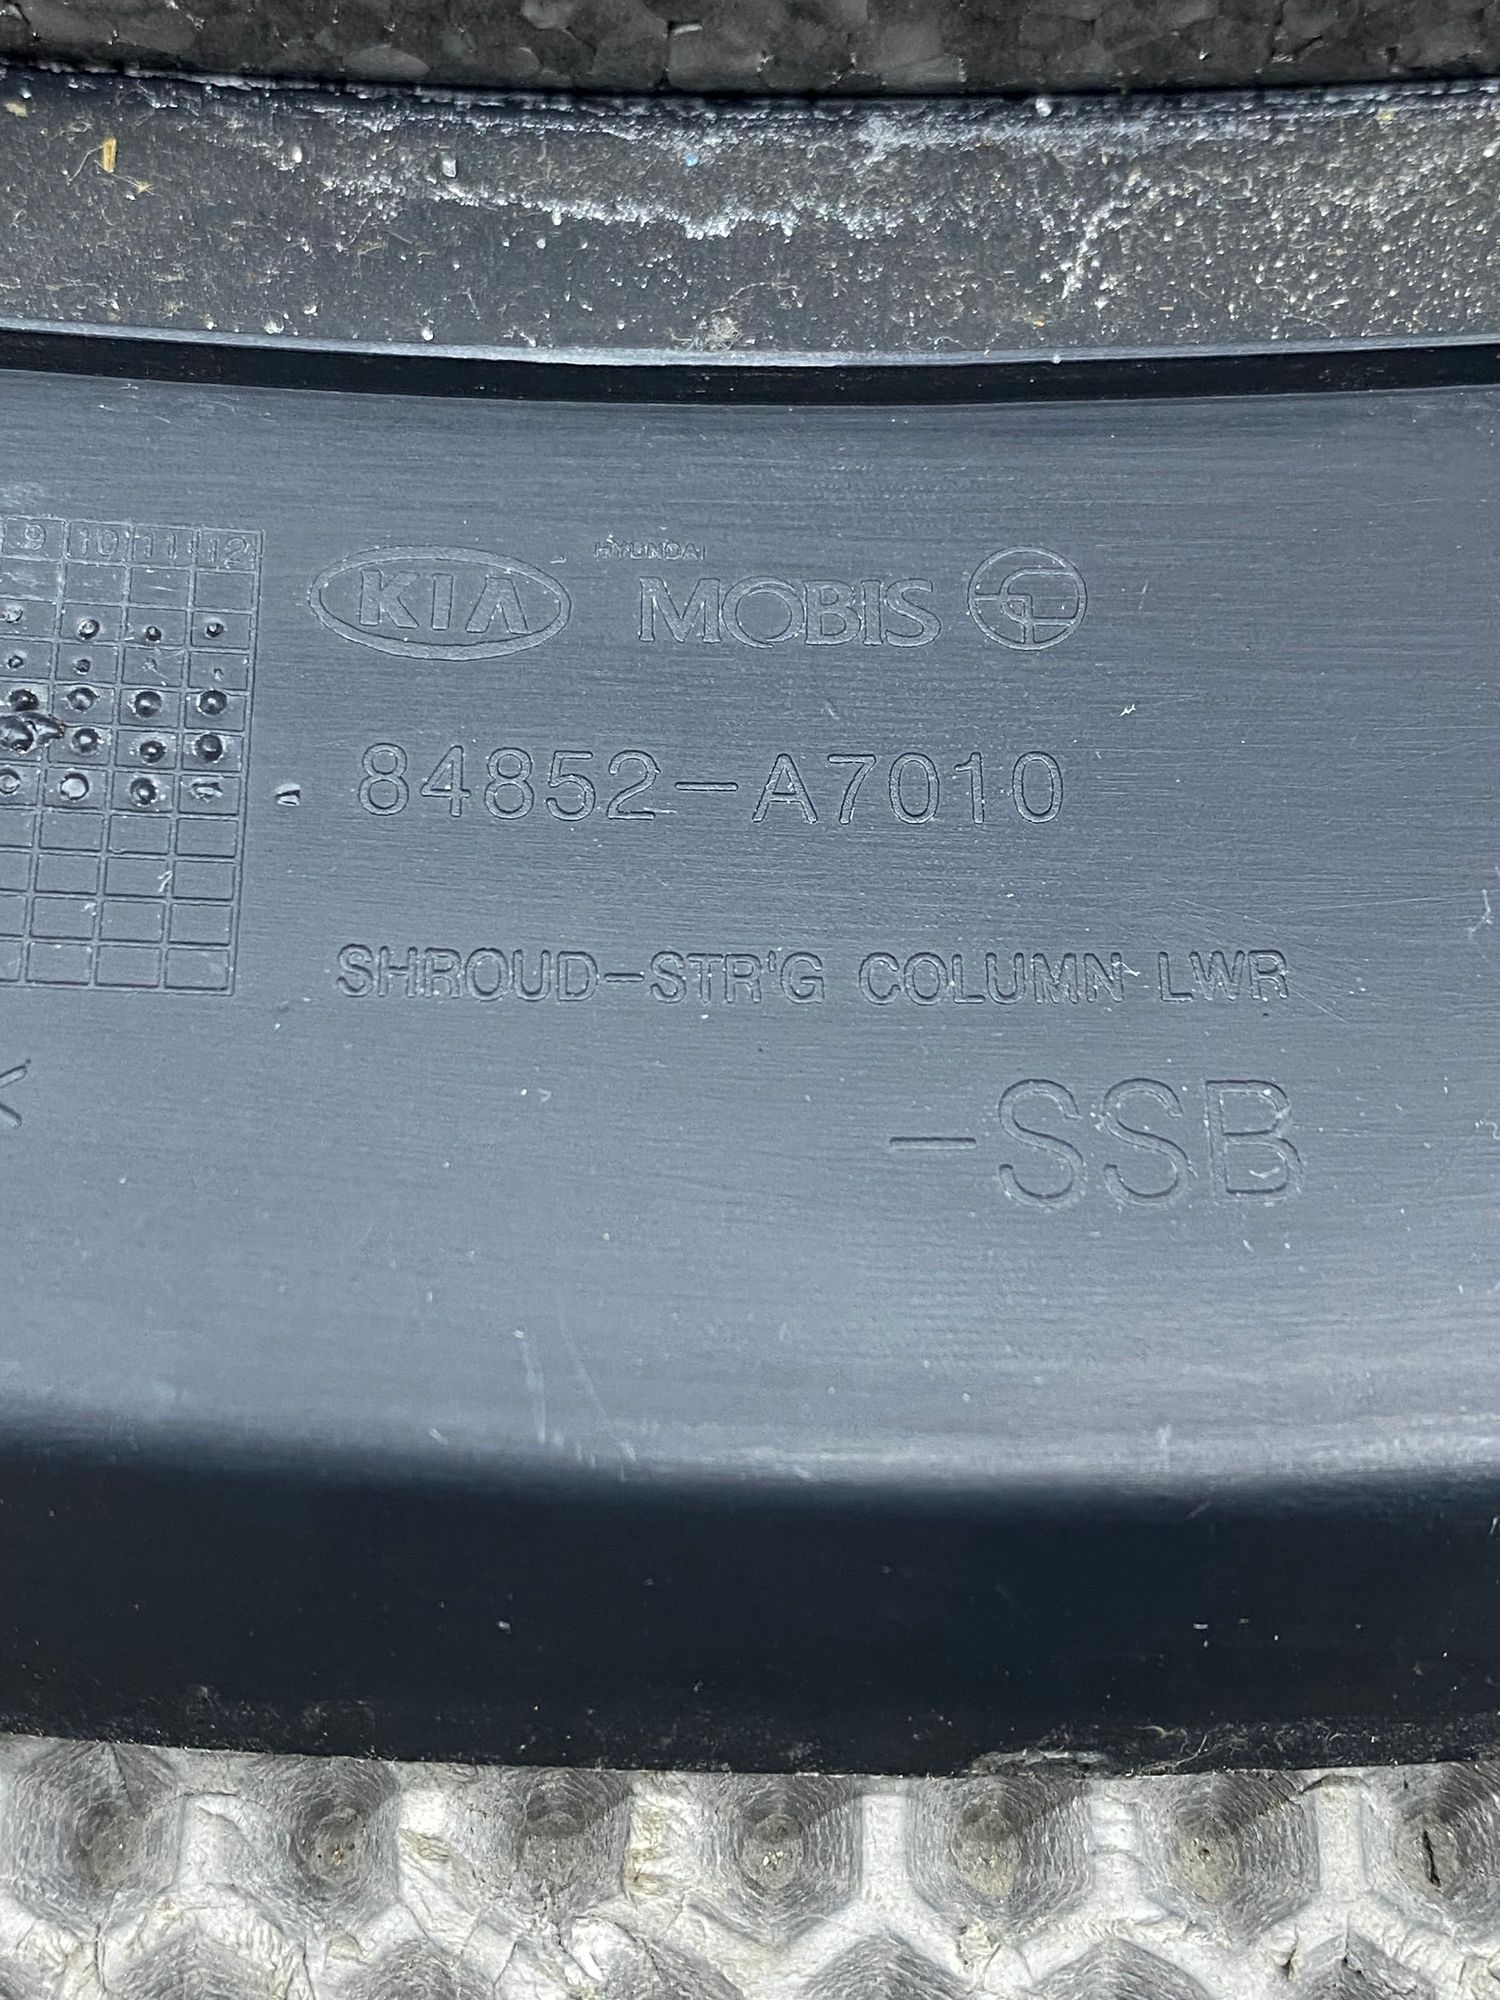 9 10 11 12
KIA HYUNDAI MOBIS
84852-A7010
SHROUD-STR'G COLUMN LWR
-SSB